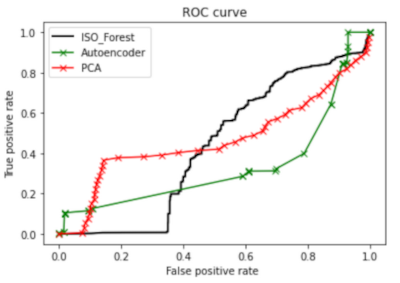 ROC curve
ISO_Forest
Autoencoder
PCA
True positive rate
1.0
0.8
0.6
0.4
0.2
0.0
0.0 0.2 0.4 0.6 0.8 1.0
False positive rate